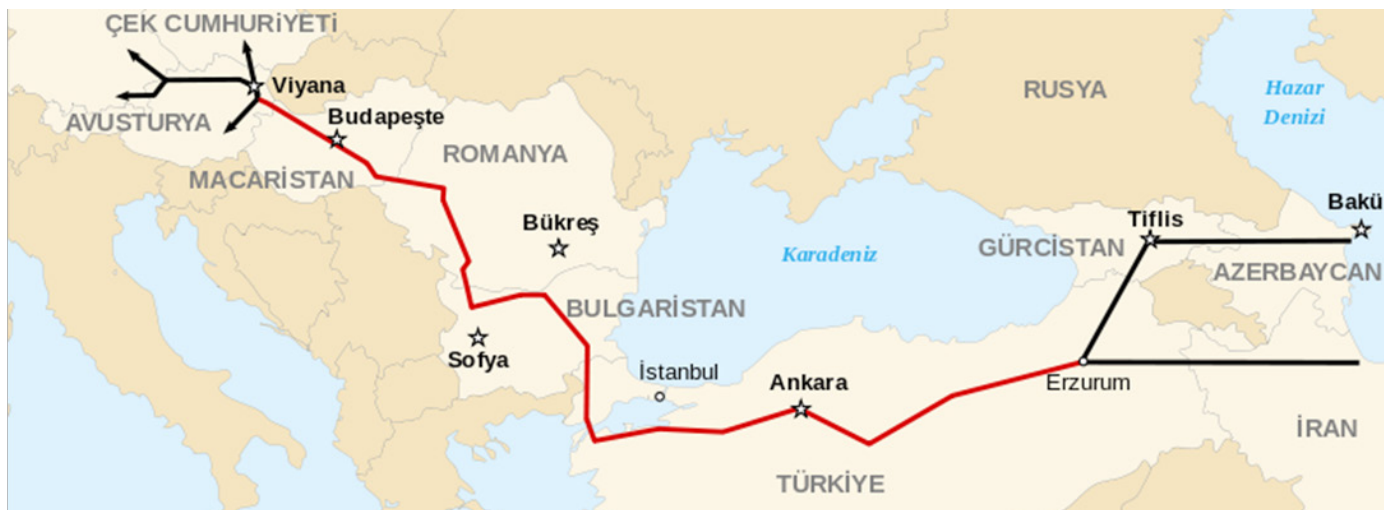 ÇEK CUMHURİYETİ
Viyana
AVUSTURYA
Budapeşte
MACARİSTAN
ROMANYA
Bükreş
BULGARİSTAN
Sofya
İstanbul
Ankara
TÜRKİYE
Karadeniz
RUSYA
Hazar
Denizi
Tiflis
Bakü
GÜRCİSTAN
AZERBAYCAN
Erzurum
İRAN